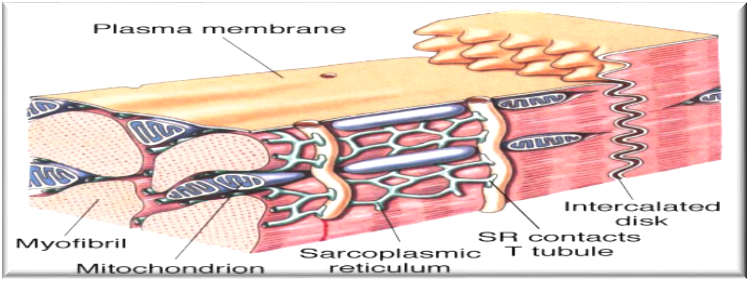 Plasma membrane
Intercalated
disk
SR contacts
T tubule
Myofibril
Sarcoplasmic
reticulum
Mitochondrion